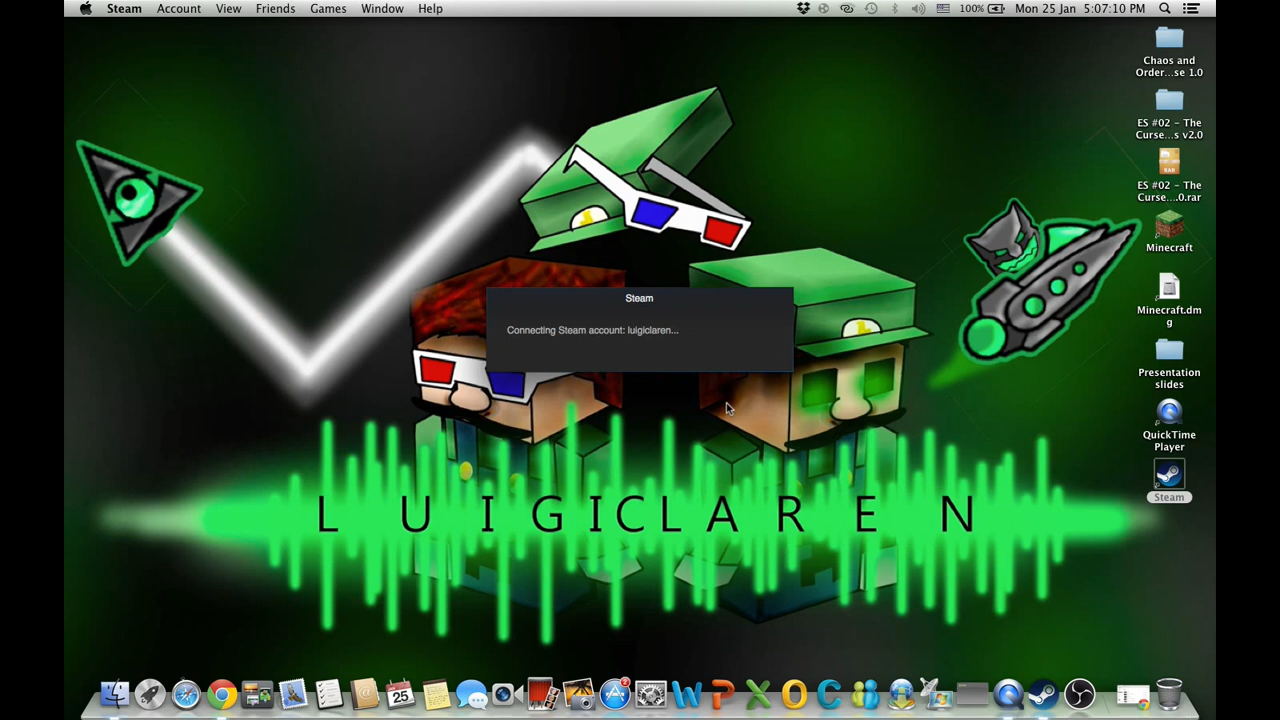 Steam Account View Friends Games Window Help 100% Mon 25 Jan 5:07:10 PM
Chaos and
Order...se 1.0
ES #02 - The
Curse...s v2.0
RAR
ES #02 - The
Curse....0.rar
Minecraft
Minecraft.dm
g
Presentation
slides
QuickTime
Player
Steam
Steam
Connecting Steam account: luigiclaren...
L U I G I C L A R E N
25
2